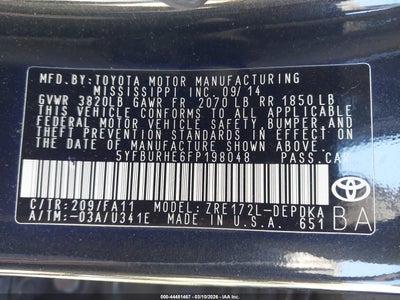 MFD. BY: TOYOTA MOTOR MANUFACTURING
MISSISSIPPI INC. 09/14
GVWR 3820LB GAWR FR 2070 LB RR 1850 LB
THIS VEHICLE CONFORMS TO ALL APPLICABLE
FEDERAL MOTOR VEHICLE SAFETY, BUMPER,
AND THEFT PREVENTION STANDARDS IN EFFECT ON
THE DATE OF MANUFACTURE SHOWN ABOVE.
5YFBURHE6FP198048 PASS.CAR
C/TR: 209/FA11 MODEL: ZRE172L-DEPDKA
A/TM:-03A/U341E MADE IN U.S.A. 651
TOYOTA
BA
000-44481467 - 03/10/2026 - COPART